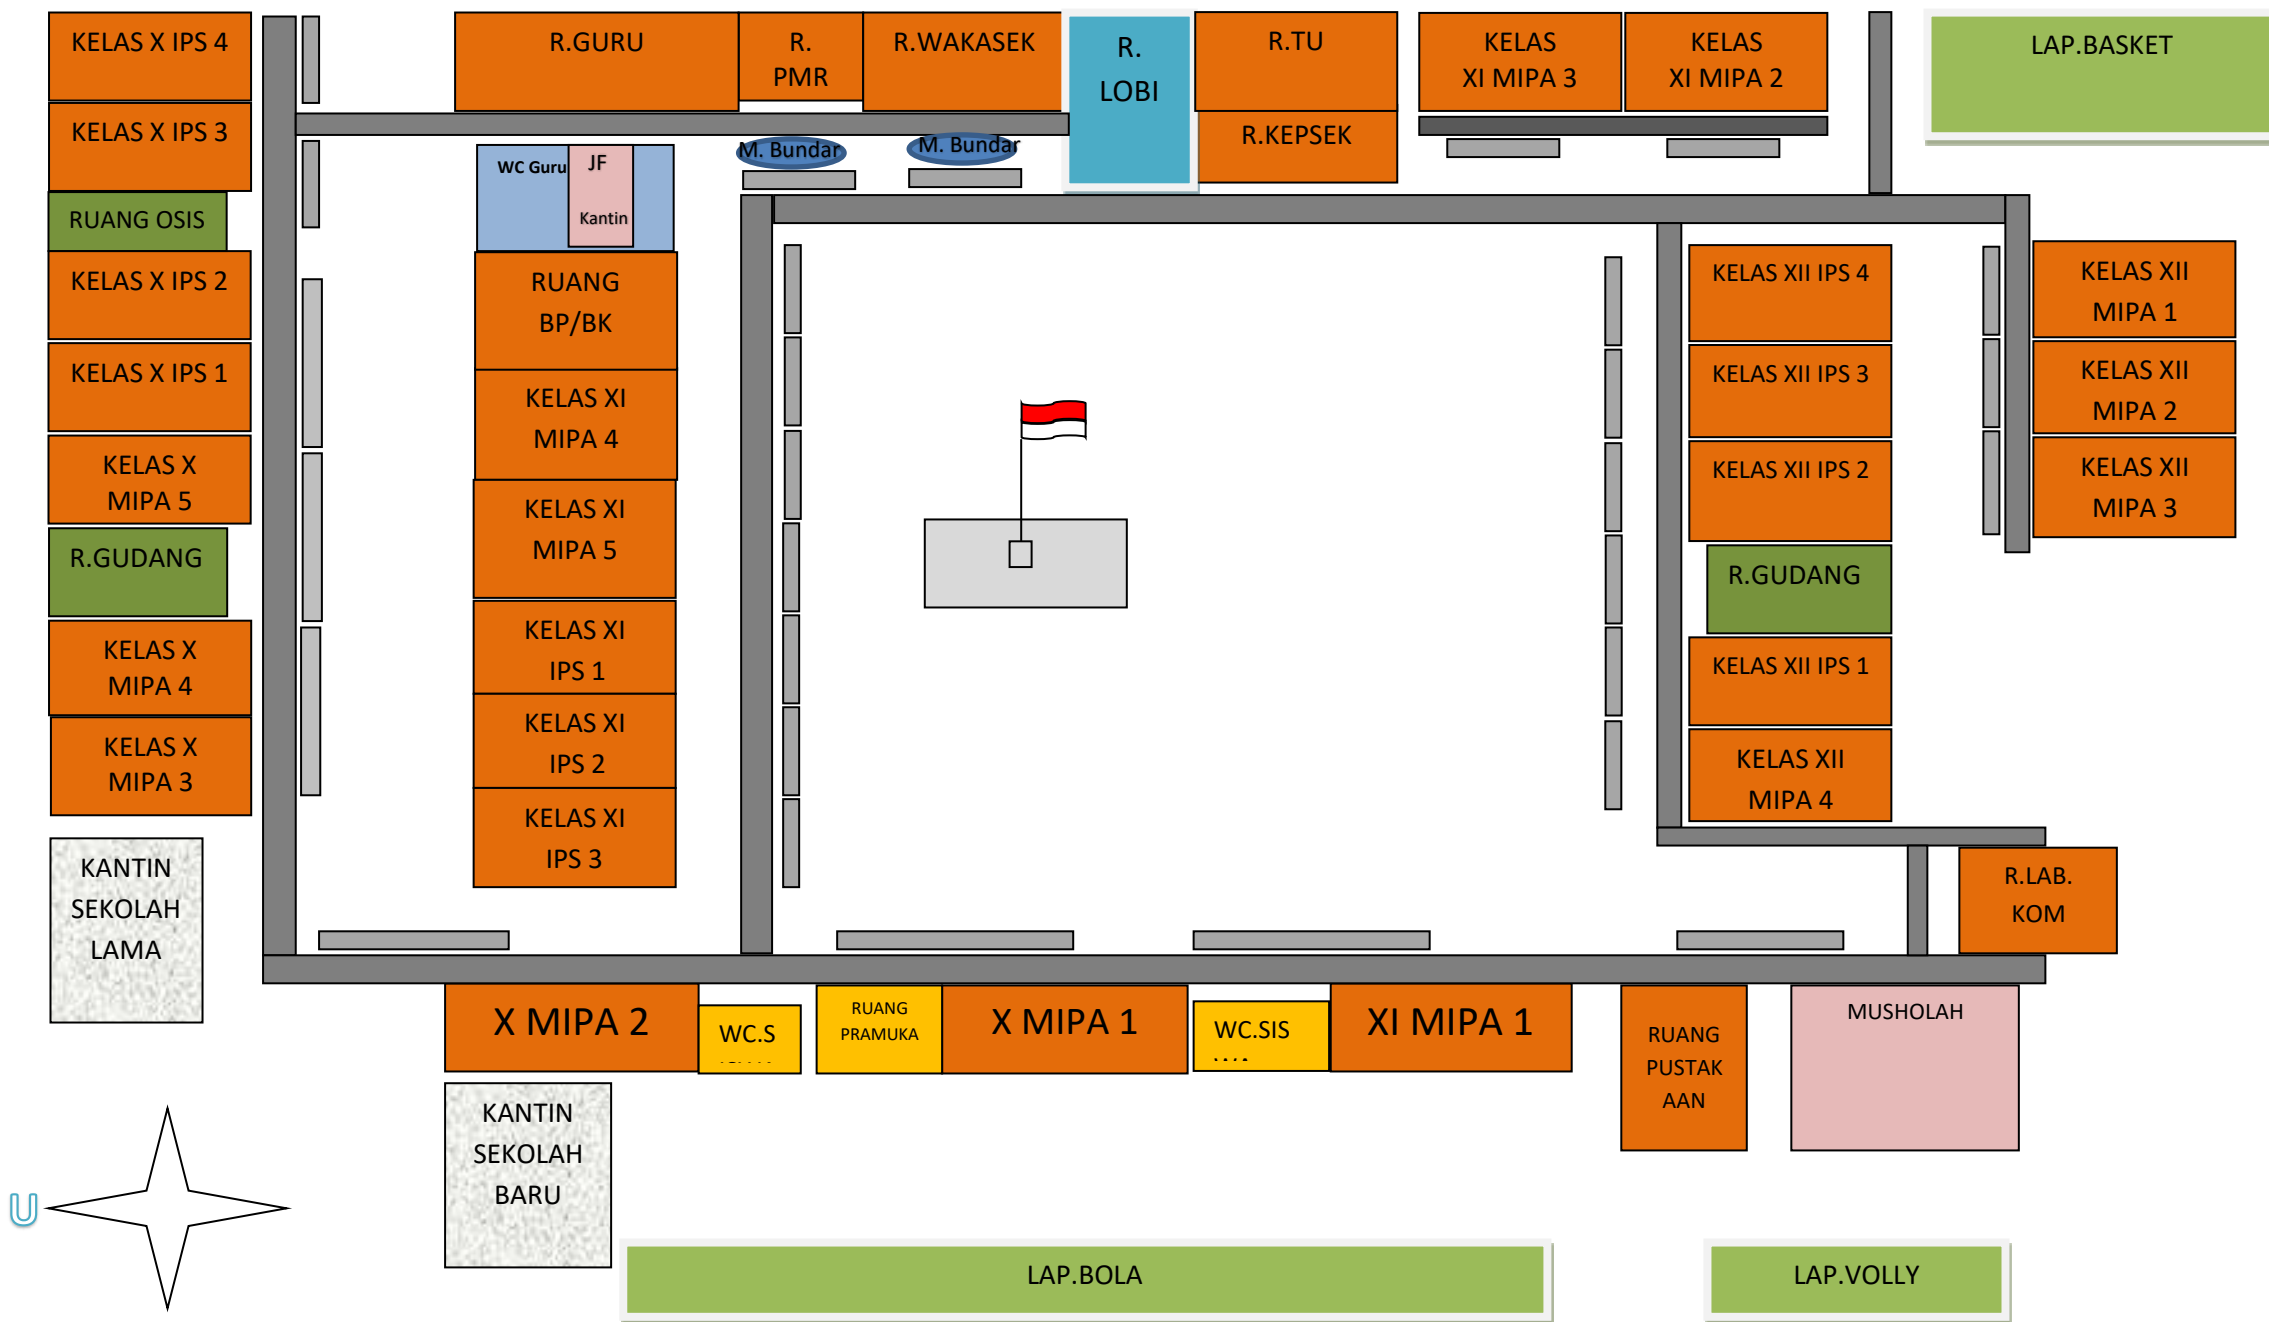 KELAS X IPS 4
R.GURU
R.
PMR
R.WAKASEK
R.
LOBI
R.TU
KELAS
XI MIPA 3
KELAS
XI MIPA 2
LAP.BASKET
KELAS X IPS 3
R.KEPSEK
M. Bundar
M. Bundar
WC Guru
JF
Kantin
RUANG OSIS
KELAS X IPS 2
RUANG
BP/BK
KELAS XII IPS 4
KELAS XII
MIPA 1
KELAS X IPS 1
KELAS XI
MIPA 4
KELAS XII IPS 3
KELAS XII
MIPA 2
KELAS X
MIPA 5
KELAS XI
MIPA 5
KELAS XII IPS 2
KELAS XII
MIPA 3
R.GUDANG
R.GUDANG
KELAS X
MIPA 4
KELAS XI
IPS 1
KELAS XII IPS 1
KELAS X
MIPA 3
KELAS XI
IPS 2
KELAS XII
MIPA 4
KELAS XI
IPS 3
KANTIN
SEKOLAH
LAMA
R.LAB.
KOM
X MIPA 2
WC.S
RUANG
PRAMUKA
X MIPA 1
WC.SIS
XI MIPA 1
RUANG
PUSTAK
AAN
MUSHOLAH
KANTIN
SEKOLAH
BARU
U
LAP.BOLA
LAP.VOLLY